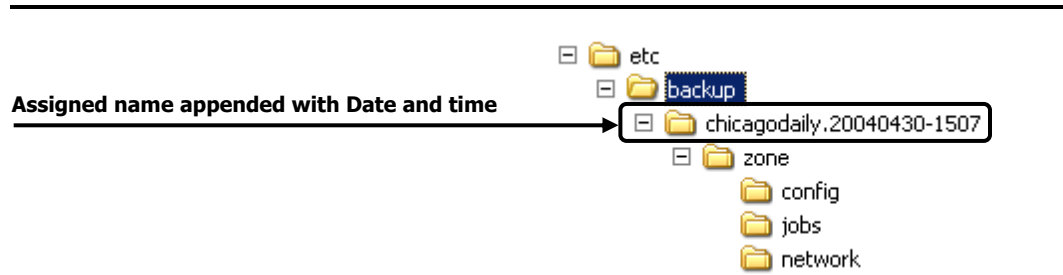 etc
backup
Assigned name appended with Date and time
chicagodaily.20040430-1507
zone
config
jobs
network